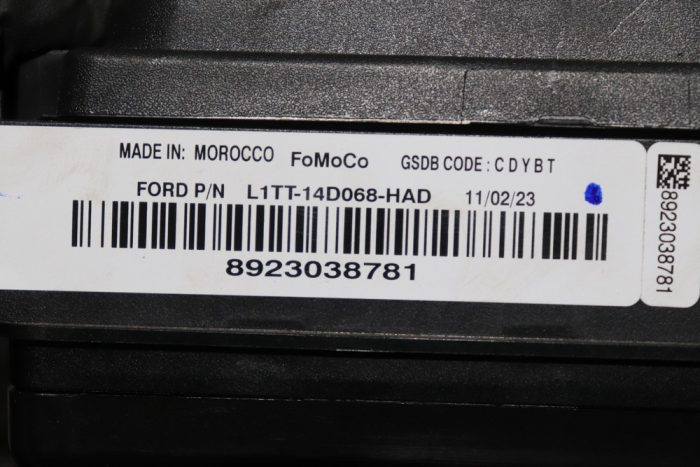 MADE IN: MOROCCO FoMoCo GSDB CODE : C D Y B T
FORD P/N L1TT-14D068-HAD 11/02/23
8923038781
8923038781